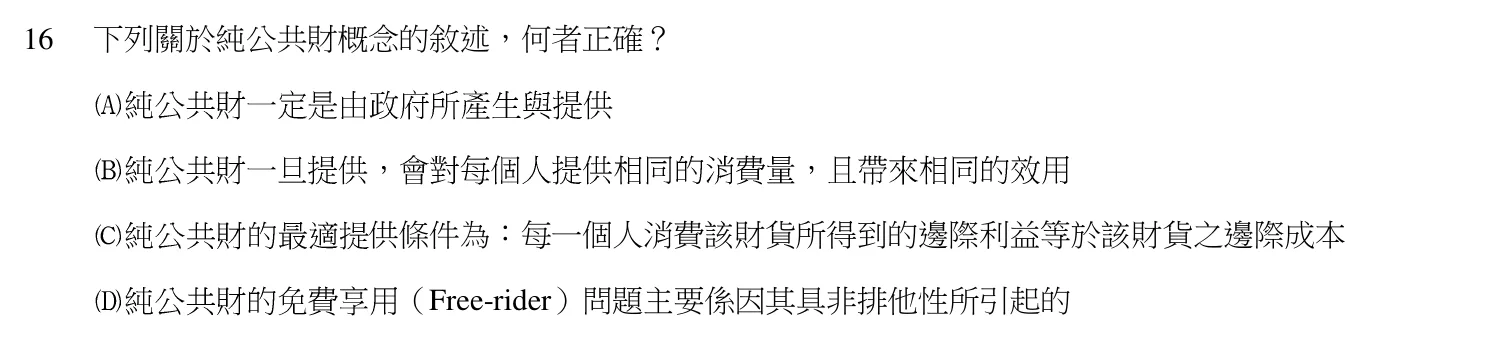 16 下列關於純公共財概念的敘述，何者正確？
(A)純公共財一定是由政府所產生與提供
(B)純公共財一旦提供，會對每個人提供相同的消費量，且帶來相同的效用
(C)純公共財的最適提供條件為：每一個人消費該財貨所得到的邊際利益等於該財貨之邊際成本
(D)純公共財的免費享用（Free-rider）問題主要係因其具非排他性所引起的